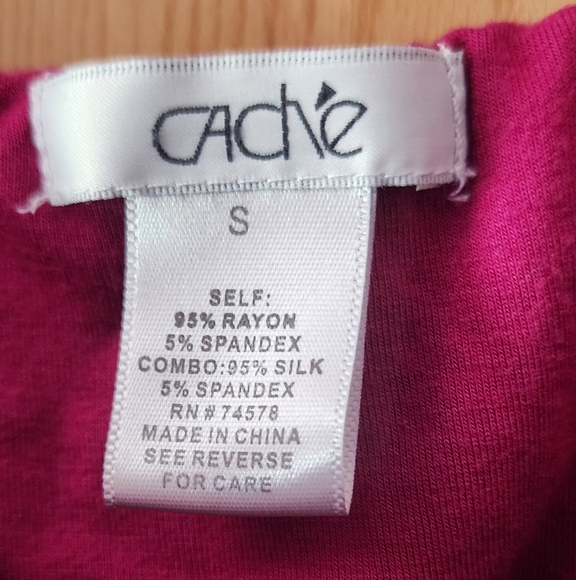 Caché
S
SELF:
95% RAYON
5% SPANDEX
COMBO:95% SILK
5% SPANDEX
RN # 74578
MADE IN CHINA
SEE REVERSE
FOR CARE